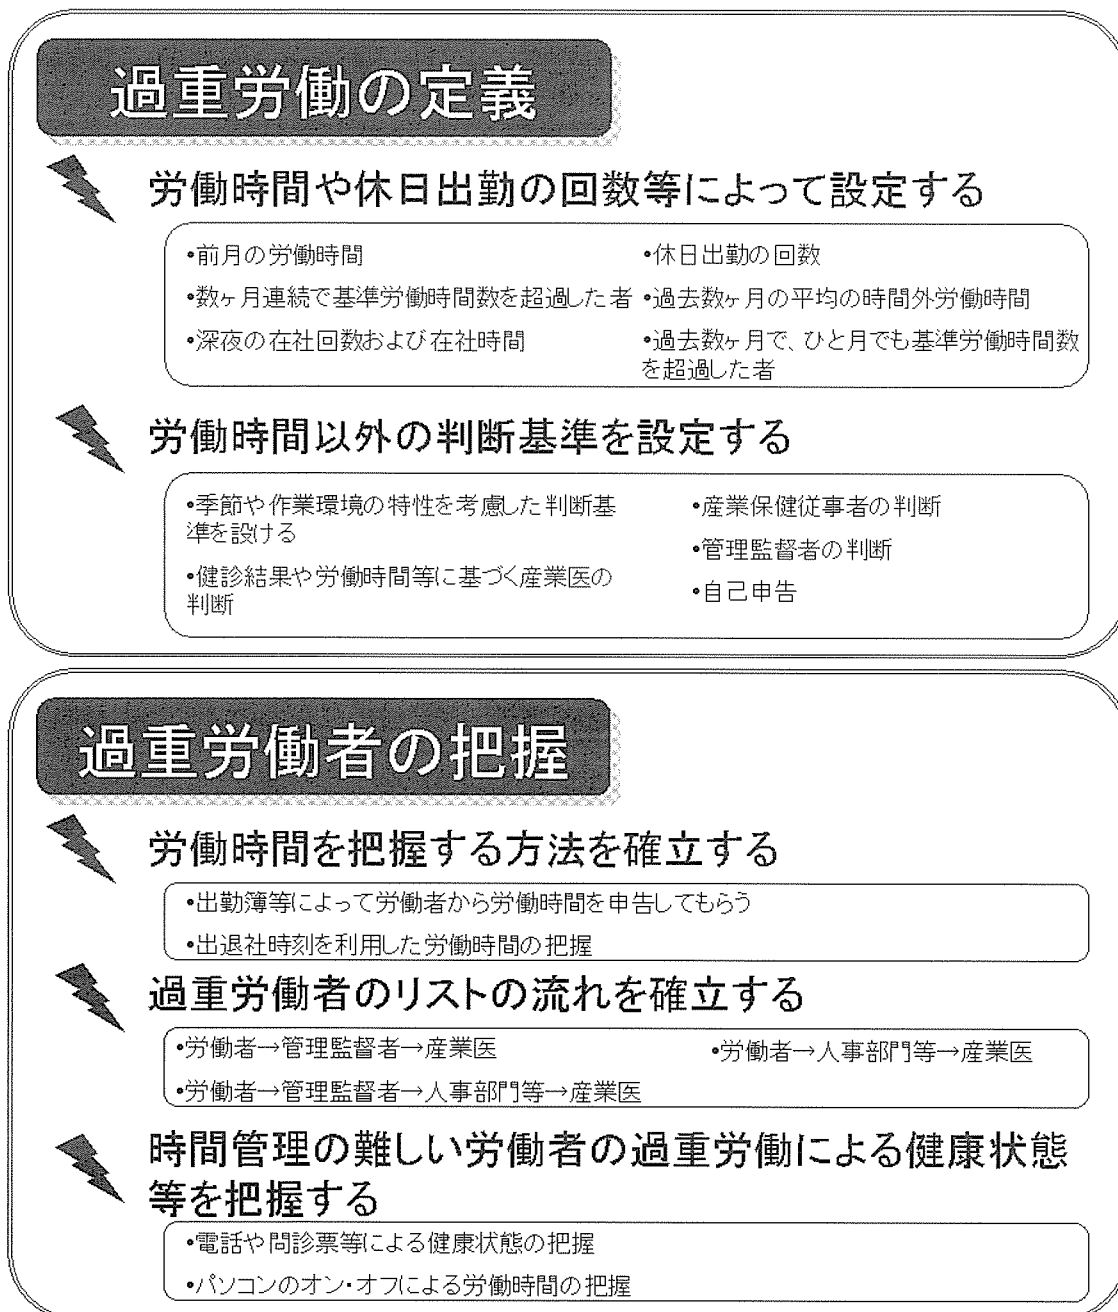 過重労働の定義
労働時間や休日出勤の回数等によって設定する
•前月の労働時間
•数ヶ月連続で基準労働時間数を超過した者
•深夜の在社回数および在社時間
•休日出勤の回数
•過去数ヶ月の平均の時間外労働時間
•過去数ヶ月で、ひと月でも基準労働時間数
を超過した者
労働時間以外の判断基準を設定する
•季節や作業環境の特性を考慮した判断基
準を設ける
•健診結果や労働時間等に基づく産業医の
判断
•産業保健従事者の判断
•管理監督者の判断
•自己申告
過重労働者の把握
労働時間を把握する方法を確立する
•出勤簿等によって労働者から労働時間を申告してもらう
•出退社時刻を利用した労働時間の把握
過重労働者のリストの流れを確立する
•労働者→管理監督者→産業医
•労働者→人事部門等→産業医
•労働者→管理監督者→人事部門等→産業医
時間管理の難しい労働者の過重労働による健康状態
等を把握する
•電話や問診票等による健康状態の把握
•パソコンのオン・オフによる労働時間の把握